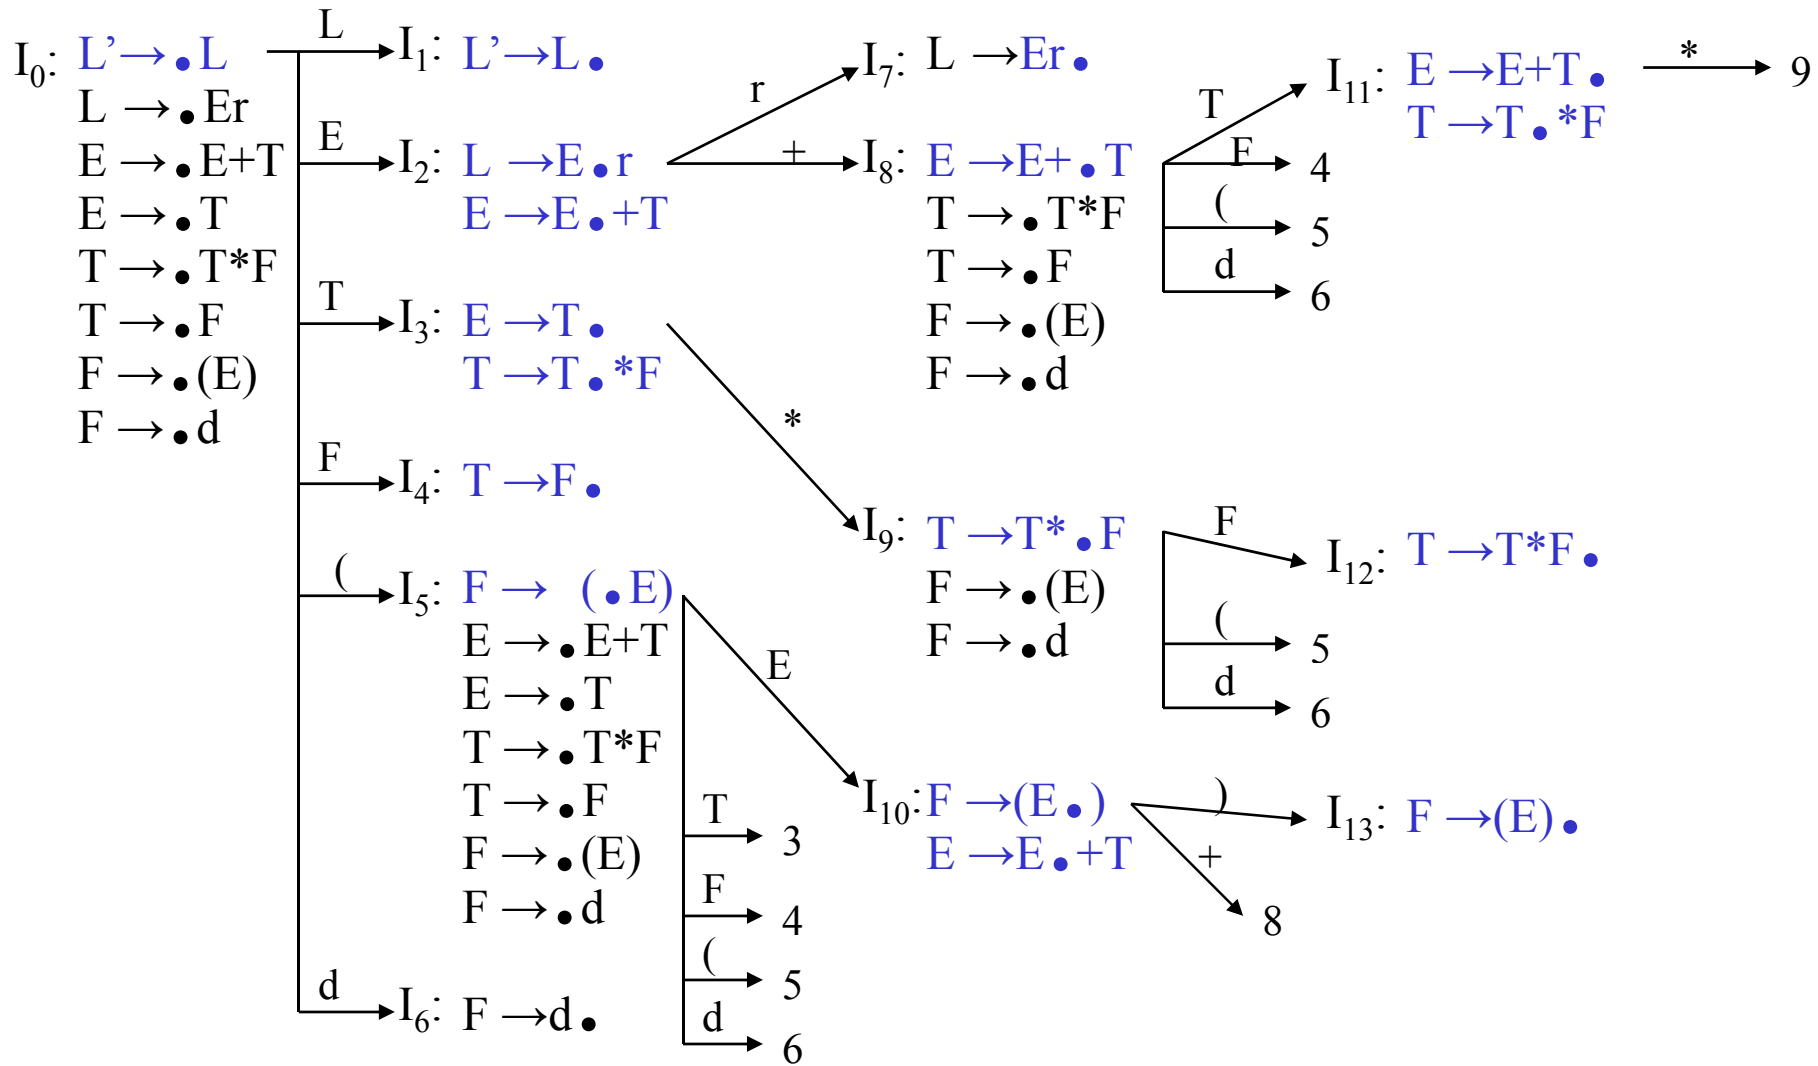 I₀: L’→•L
L →•Er
E →•E+T
E →•T
T →•T*F
T →•F
F →•(E)
F →•d
L
I₁: L’→L•
E
I₂: L →E•r
E →E•+T
T
I₃: E →T•
T →T•*F
F
I₄: T →F•
(
I₅: F → (•E)
E →•E+T
E →•T
T →•T*F
T →•F
F →•(E)
F →•d
d
I₆: F →d•
r
I₇: L →Er•
+
I₈: E →E+•T
T →•T*F
T →•F
F →•(E)
F →•d
*
I₉: T →T*•F
F →•(E)
F →•d
E
I₁₀: F →(E•)
E →E•+T
T 3
F 4
( 5
d 6
T
I₁₁: E →E+T•
T →T•*F
* 9
F 4
( 5
d 6
F
I₁₂: T →T*F•
( 5
d 6
)
I₁₃: F →(E)•
+
8